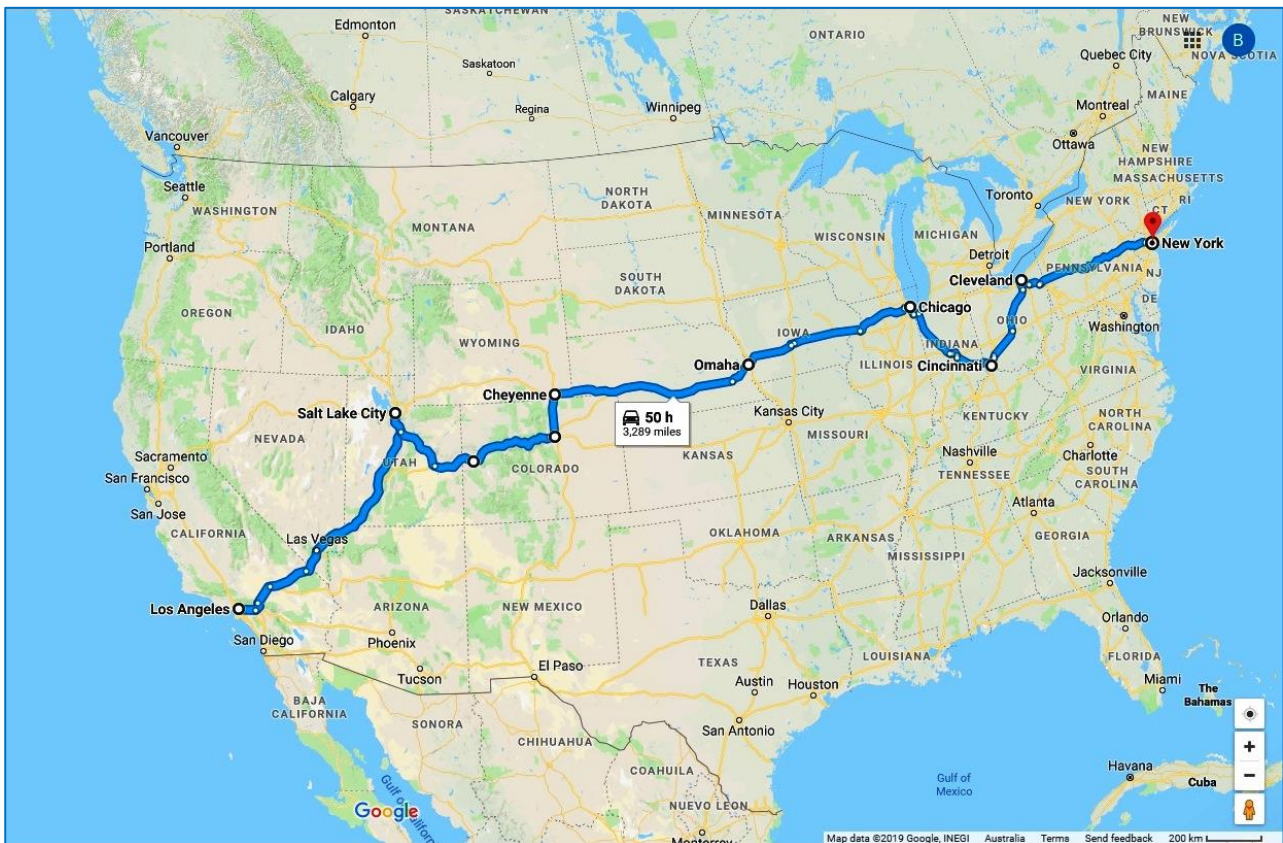 SASKATCHEWAN
NEW
BRUNSWICK
B
NOVA SCOTIA
Edmonton
ONTARIO
Quebec City
Saskatoon
MAINE
Calgary
Regina
Winnipeg
Montreal
Vancouver
Ottawa
NEW
HAMPSHIRE
MASSACHUSETTS
Seattle
WASHINGTON
NORTH
DAKOTA
Toronto
NEW YORK
CT
RI
MONTANA
MINNESOTA
WISCONSIN
MICHIGAN
Portland
Detroit
New York
PENNSYLVANIA
NJ
SOUTH
DAKOTA
Cleveland
DE
OREGON
IDAHO
WYOMING
Chicago
OHIO
Washington
IOWA
INDIANA
Omaha
ILLINOIS
Cincinnati
VIRGINIA
Cheyenne
Salt Lake City
50 h
3,289 miles
Kansas City
MISSOURI
KENTUCKY
NEVADA
NORTH
CAROLINA
Sacramento
UTAH
COLORADO
KANSAS
Nashville
TENNESSEE
Charlotte
San Francisco
SOUTH
CAROLINA
San Jose
Atlanta
CALIFORNIA
Las Vegas
OKLAHOMA
ARKANSAS
GEORGIA
MISSISSIPPI
Jacksonville
Los Angeles
ARIZONA
NEW MEXICO
Dallas
San Diego
Phoenix
Orlando
El Paso
TEXAS
LOUISIANA
FLORIDA
Tucson
Austin
Houston
Miami
The
Bahamas
BAJA
CALIFORNIA
SONORA
San Antonio
CHIHUAHUA
Havana
COAHUILA
Gulf of
Mexico
Cuba
Gulf of California
Google
NUEVO LEON
Monterrey
Map data ©2019 Google, INEGI Australia Terms Send feedback 200 km